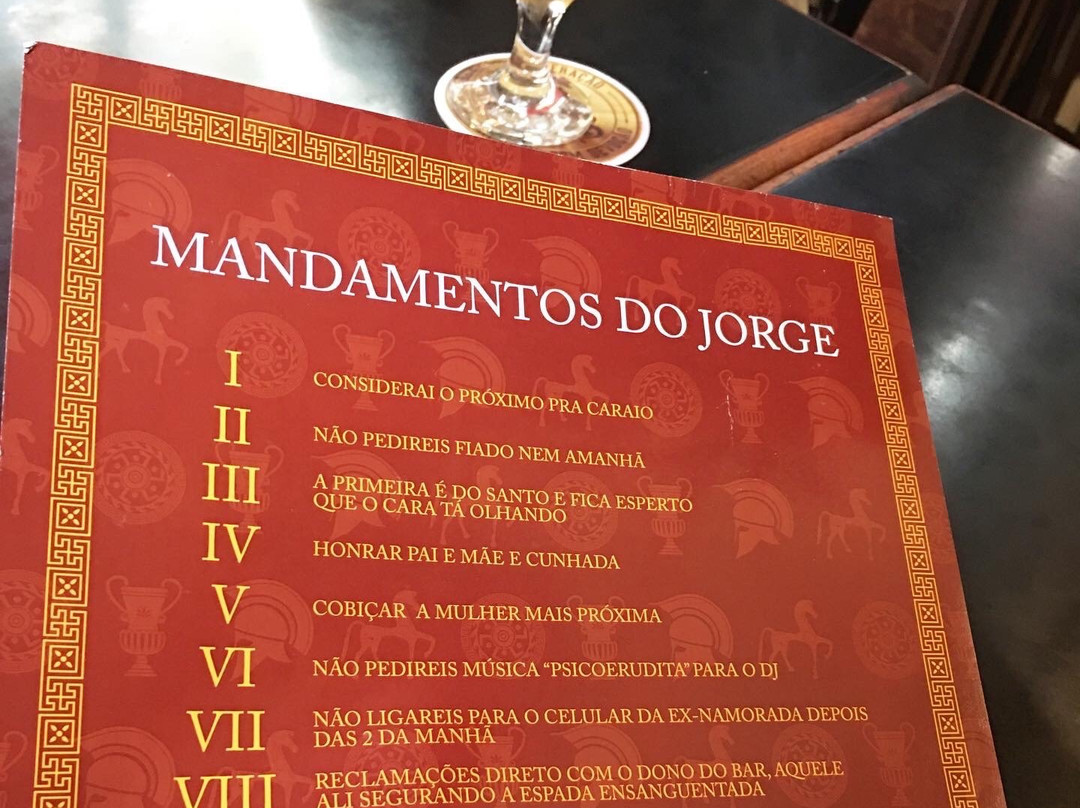 MANDAMENTOS DO JORGE
I CONSIDERAI O PRÓXIMO PRA CARAIO
II NÃO PEDIREIS FIADO NEM AMANHÃ
III A PRIMEIRA É DO SANTO E FICA ESPERTO
QUE O CARA TÁ OLHANDO
IV HONRAR PAI E MÃE E CUNHADA
V COBIÇAR A MULHER MAIS PRÓXIMA
VI NÃO PEDIREIS MÚSICA “PSICOERUDITA” PARA O DJ
VII NÃO LIGAREIS PARA O CELULAR DA EX-NAMORADA DEPOIS
DAS 2 DA MANHÃ
VIII RECLAMAÇÕES DIRETO COM O DONO DO BAR, AQUELE
ALI SEGURANDO A ESPADA ENSANGUENTADA